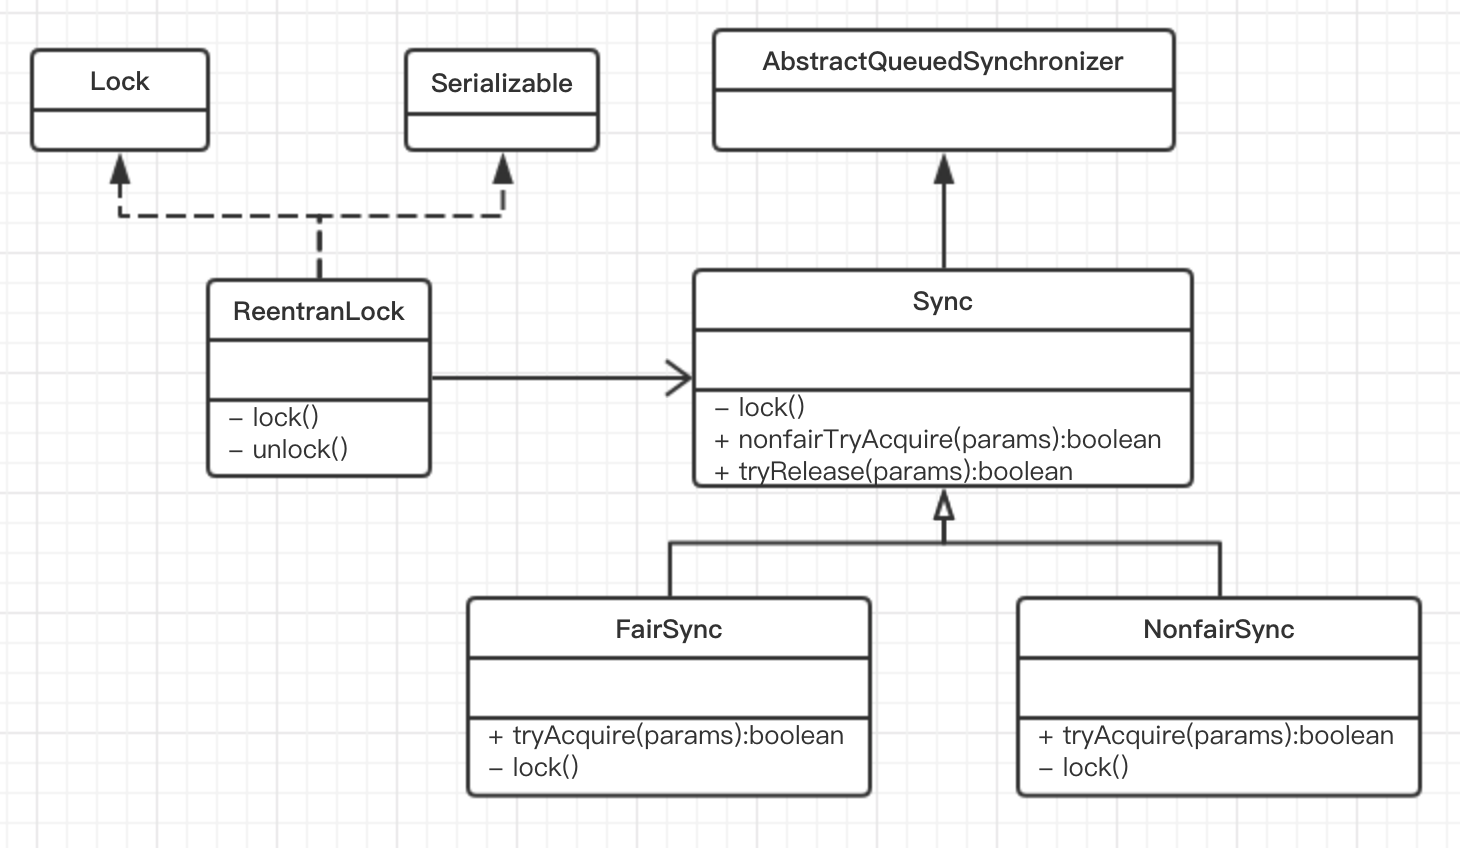 Lock
Serializable
AbstractQueuedSynchronizer
ReentranLock
– lock()
– unlock()
Sync
– lock()
+ nonfairTryAcquire(params):boolean
+ tryRelease(params):boolean
FairSync
+ tryAcquire(params):boolean
– lock()
NonfairSync
+ tryAcquire(params):boolean
– lock()